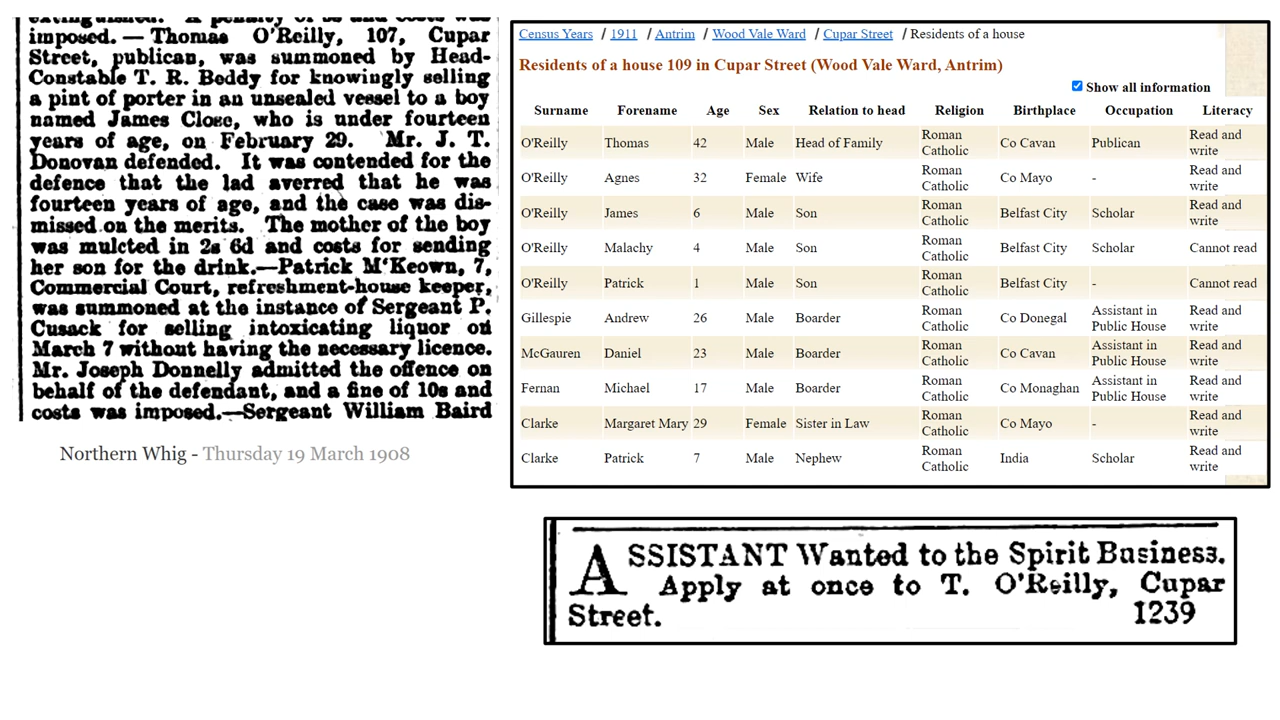 extinguished. A penalty of 5s and costs was
imposed. — Thomas O'Reilly, 107, Cupar
Street, publican, was summoned by Head-
Constable T. R. Beddy for knowingly selling
a pint of porter in an unsealed vessel to a boy
named James Close, who is under fourteen
years of age, on February 29. Mr. J. T.
Donovan defended. It was contended for the
defence that the lad averred that he was
fourteen years of age, and the case was dis-
missed on the merits. The mother of the boy
was mulcted in 2s 6d and costs for sending
her son for the drink.—Patrick M'Keown, 7,
Commercial Court, refreshment-house keeper,
was summoned at the instance of Sergeant P.
Cusack for selling intoxicating liquor on
March 7 without having the necessary licence.
Mr. Joseph Donnelly admitted the offence on
behalf of the defendant, and a fine of 10s and
costs was imposed.—Sergeant William Baird
Northern Whig - Thursday 19 March 1908
Census Years / 1911 / Antrim / Wood Vale Ward / Cupar Street / Residents of a house
Residents of a house 109 in Cupar Street (Wood Vale Ward, Antrim)
Show all information
Surname Forename Age Sex Relation to head Religion Birthplace Occupation Literacy
O'Reilly Thomas 42 Male Head of Family Roman Catholic Co Cavan Publican Read and write
O'Reilly Agnes 32 Female Wife Roman Catholic Co Mayo - Read and write
O'Reilly James 6 Male Son Roman Catholic Belfast City Scholar Read and write
O'Reilly Malachy 4 Male Son Roman Catholic Belfast City Scholar Cannot read
O'Reilly Patrick 1 Male Son Roman Catholic Belfast City - Cannot read
Gillespie Andrew 26 Male Boarder Roman Catholic Co Donegal Assistant in Public House Read and write
McGauren Daniel 23 Male Boarder Roman Catholic Co Cavan Assistant in Public House Read and write
Fernan Michael 17 Male Boarder Roman Catholic Co Monaghan Assistant in Public House Read and write
Clarke Margaret Mary 29 Female Sister in Law Roman Catholic Co Mayo - Read and write
Clarke Patrick 7 Male Nephew Roman Catholic India Scholar Read and write
ASSISTANT Wanted to the Spirit Business.
Apply at once to T. O'Reilly, Cupar
Street. 1239